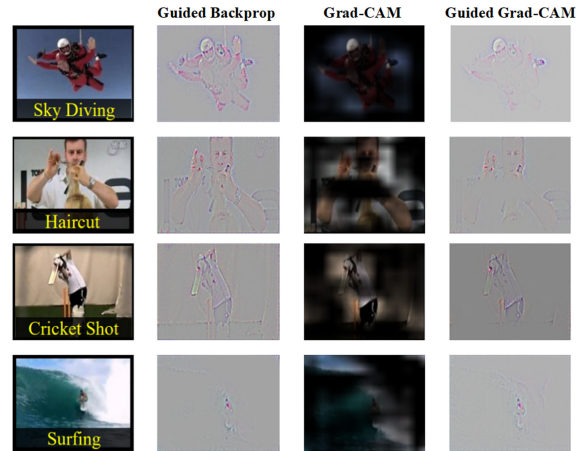 Guided Backprop Grad-CAM Guided Grad-CAM
Sky Diving
Haircut
Cricket Shot
Surfing